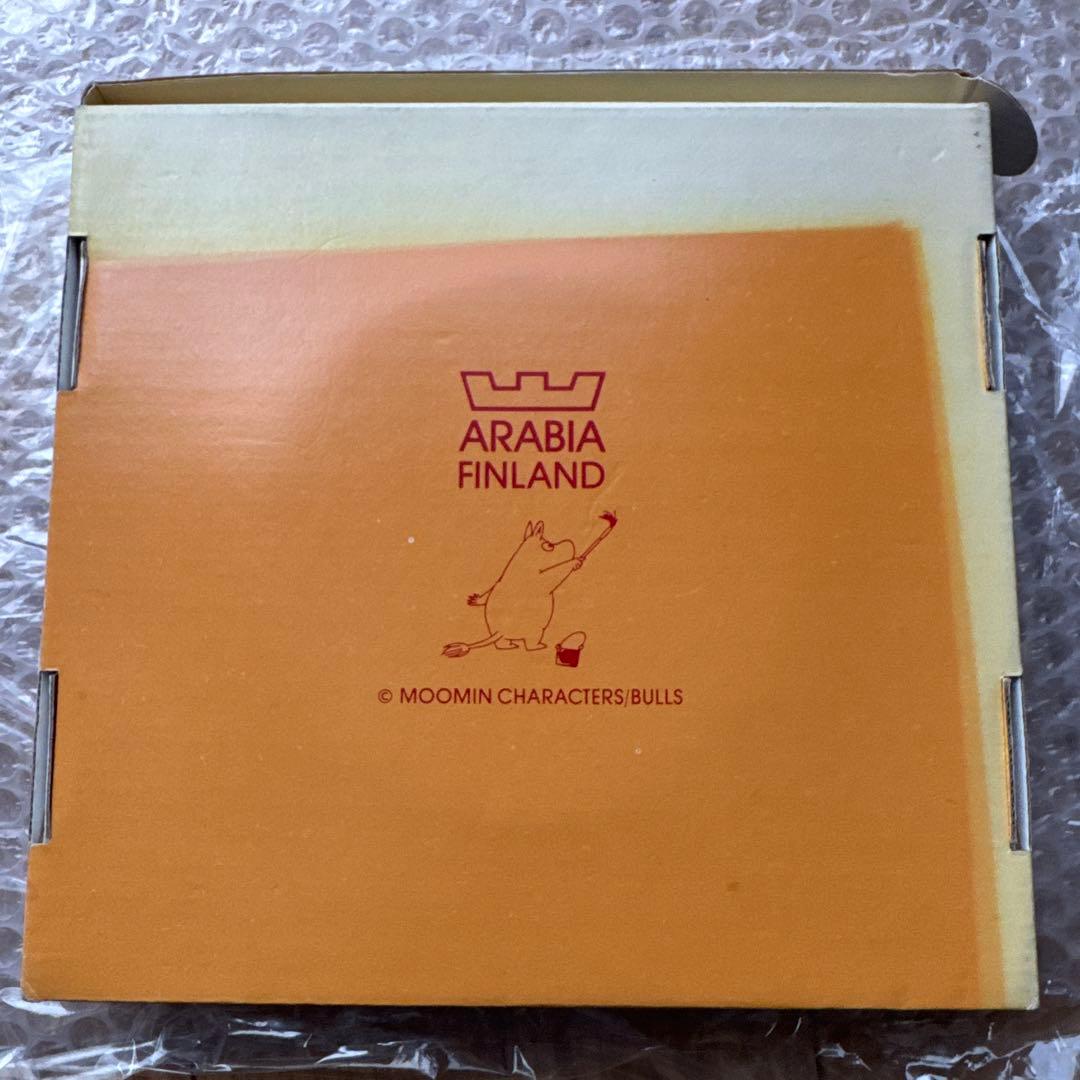 ARABIA
FINLAND
© MOOMIN CHARACTERS/BULLS